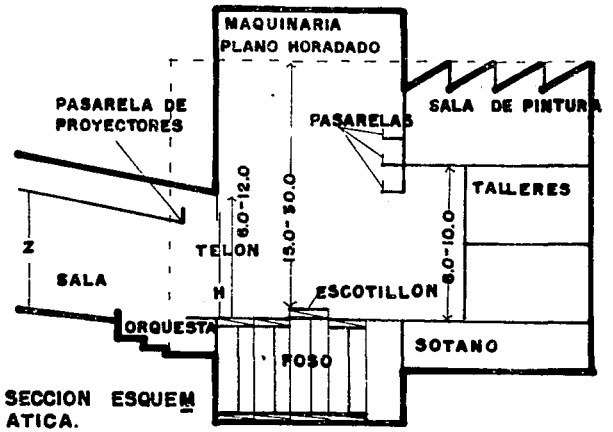 MAQUINARIA
PLANO HORADADO
PASARELA DE
PROYECTORES
PASARELAS
SALA DE PINTURA
TALLERES
6.0-12.0
15.0-30.0
6.0-10.0
Z
TELON
H
SALA
ESCOTILLON
ORQUESTA
FOSO
SOTANO
SECCION ESQUEM
ATICA.